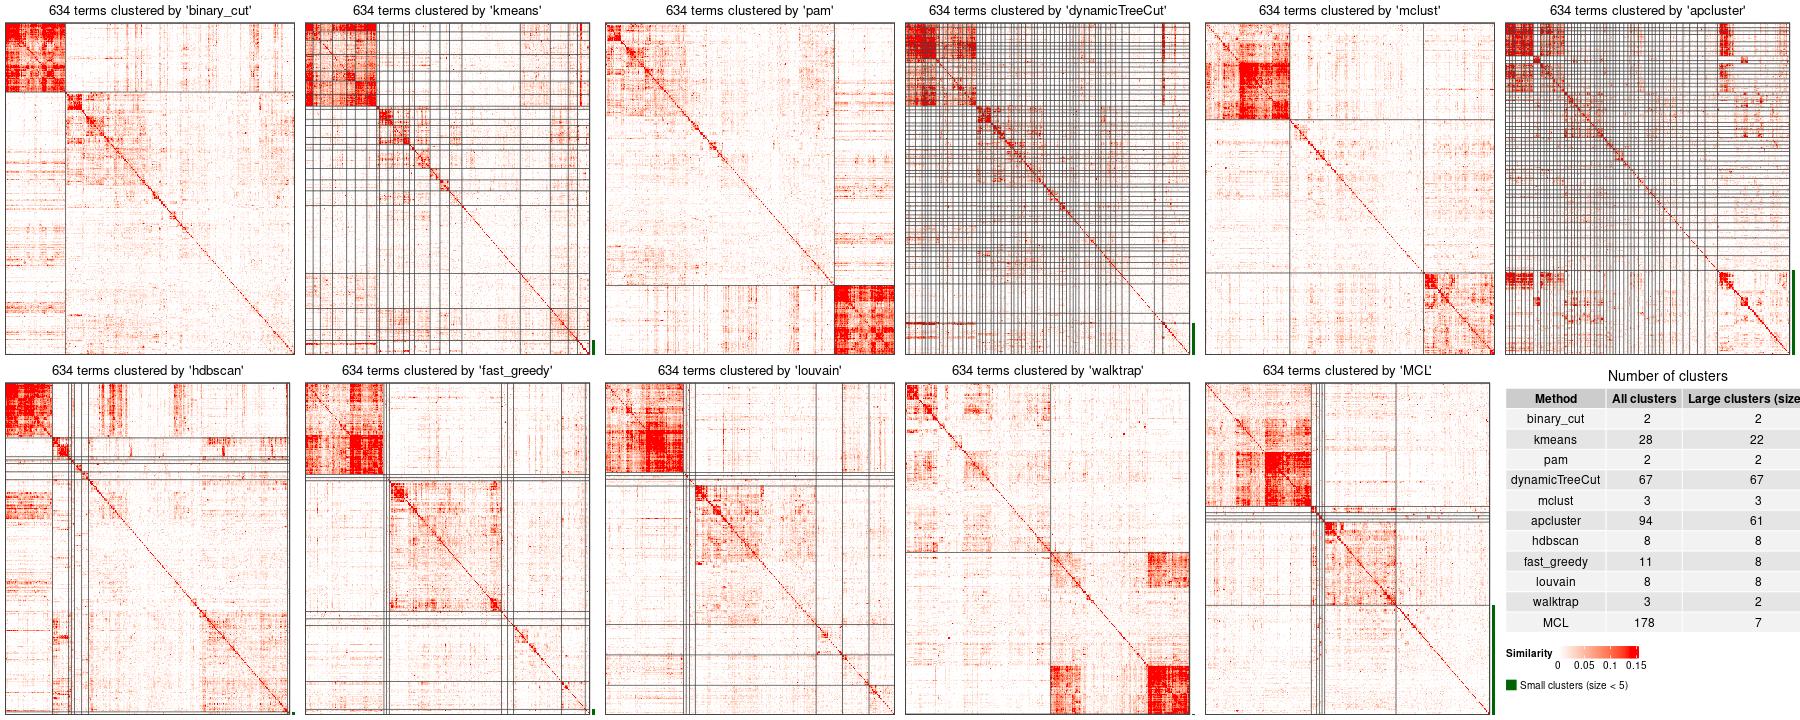 634 terms clustered by 'binary_cut'
634 terms clustered by 'kmeans'
634 terms clustered by 'pam'
634 terms clustered by 'dynamicTreeCut'
634 terms clustered by 'mclust'
634 terms clustered by 'apcluster'
634 terms clustered by 'hdbscan'
634 terms clustered by 'fast_greedy'
634 terms clustered by 'louvain'
634 terms clustered by 'walktrap'
634 terms clustered by 'MCL'
Number of clusters
Method All clusters Large clusters (size
binary_cut 2 2
kmeans 28 22
pam 2 2
dynamicTreeCut 67 67
mclust 3 3
apcluster 94 61
hdbscan 8 8
fast_greedy 11 8
louvain 8 8
walktrap 3 2
MCL 178 7
Similarity
0 0.05 0.1 0.15
Small clusters (size < 5)